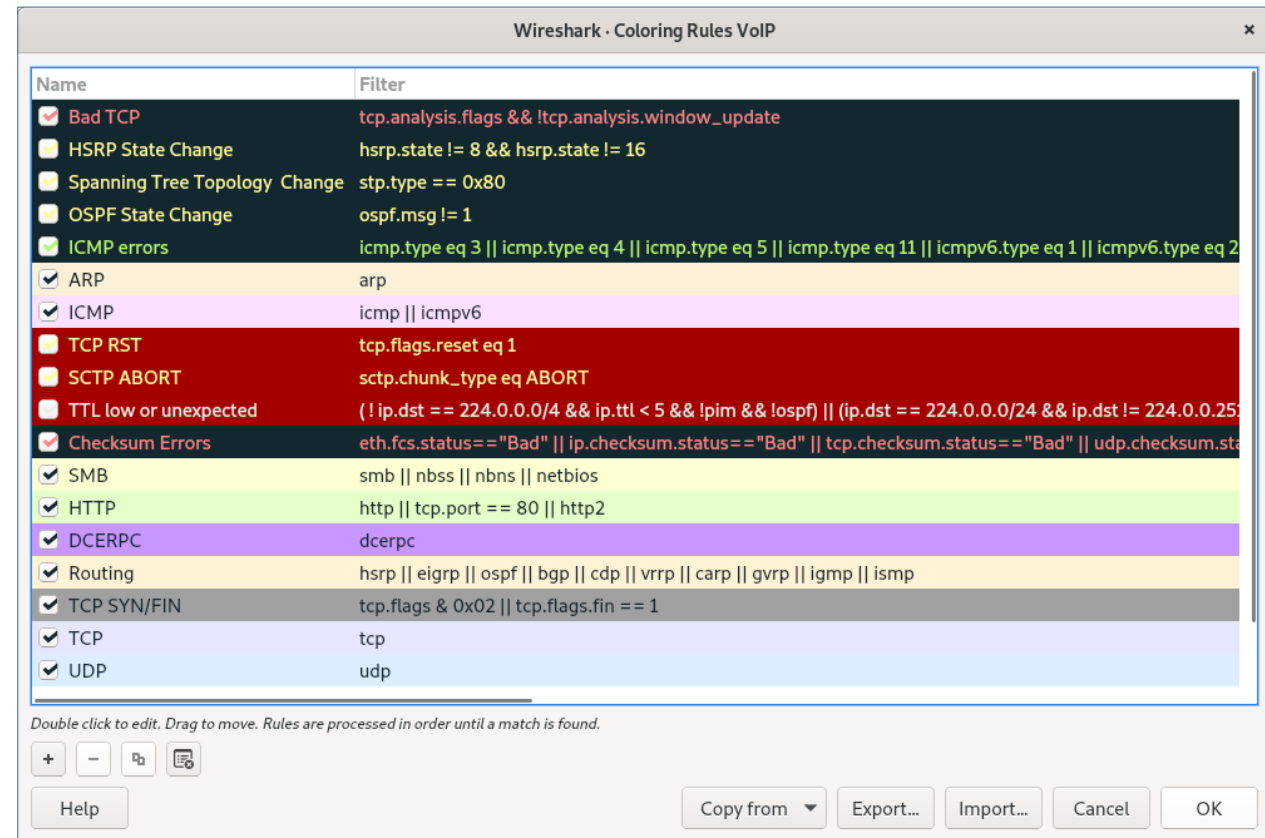 Wireshark · Coloring Rules VoIP
Name Filter
Bad TCP tcp.analysis.flags && !tcp.analysis.window_update
HSRP State Change hsrp.state != 8 && hsrp.state != 16
Spanning Tree Topology  Change stp.type == 0x80
OSPF State Change ospf.msg != 1
ICMP errors icmp.type eq 3 || icmp.type eq 4 || icmp.type eq 5 || icmp.type eq 11 || icmpv6.type eq 1 || icmpv6.type eq 2
ARP arp
ICMP icmp || icmpv6
TCP RST tcp.flags.reset eq 1
SCTP ABORT sctp.chunk_type eq ABORT
TTL low or unexpected ( ! ip.dst == 224.0.0.0/4 && ip.ttl < 5 && !pim && !ospf) || (ip.dst == 224.0.0.0/24 && ip.dst != 224.0.0.251
Checksum Errors eth.fcs.status=="Bad" || ip.checksum.status=="Bad" || tcp.checksum.status=="Bad" || udp.checksum.sta
SMB smb || nbss || nbns || netbios
HTTP http || tcp.port == 80 || http2
DCERPC dcerpc
Routing hsrp || eigrp || ospf || bgp || cdp || vrrp || carp || gvrp || igmp || ismp
TCP SYN/FIN tcp.flags & 0x02 || tcp.flags.fin == 1
TCP tcp
UDP udp
Double click to edit. Drag to move. Rules are processed in order until a match is found.
Help Copy from Export... Import... Cancel OK